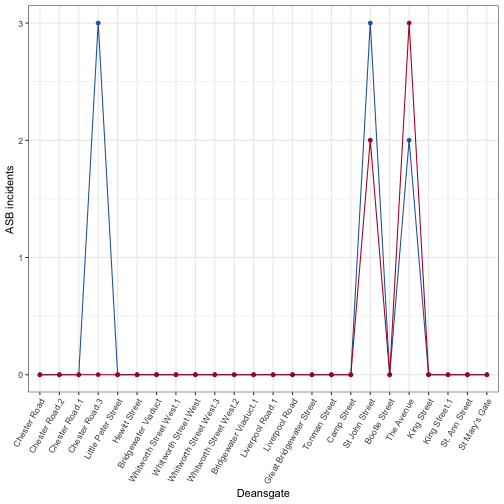 3
2
1
0
ASB incidents
Chester Road
Chester Road.2
Chester Road.1
Chester Road.3
Little Peter Street
Hewitt Street
Bridgewater Viaduct
Whitworth Street West.1
Whitworth Street West
Whitworth Street West.3
Whitworth Street West.2
Bridgewater Viaduct.1
Liverpool Road.1
Liverpool Road
Great Bridgewater Street
Tonman Street
Camp Street
St John Street
Bootle Street
The Avenue
King Street
King Street.1
St. Ann Street
St Mary's Gate
Deansgate